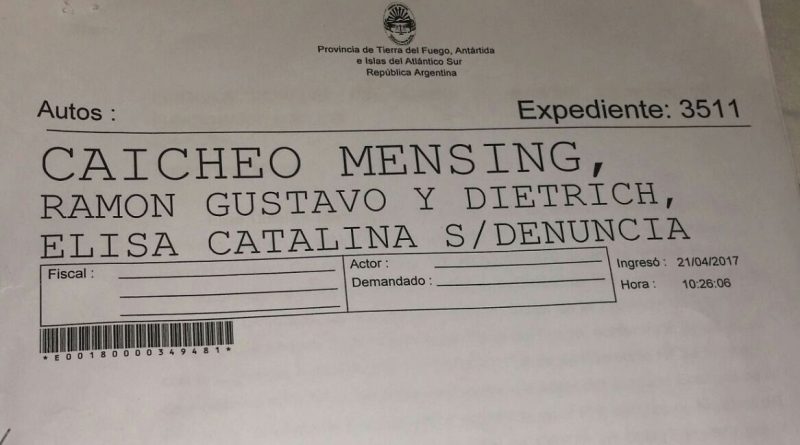 Provincia de Tierra del Fuego, Antártida
e Islas del Atlántico Sur
República Argentina
Autos :
Expediente: 3511
CAICHEO MENSING,
RAMON GUSTAVO Y DIETRICH,
ELISA CATALINA S/DENUNCIA
Fiscal :
Actor :
Demandado :
Ingresó : 21/04/2017
Hora : 10:26:06
*E00180000349481*